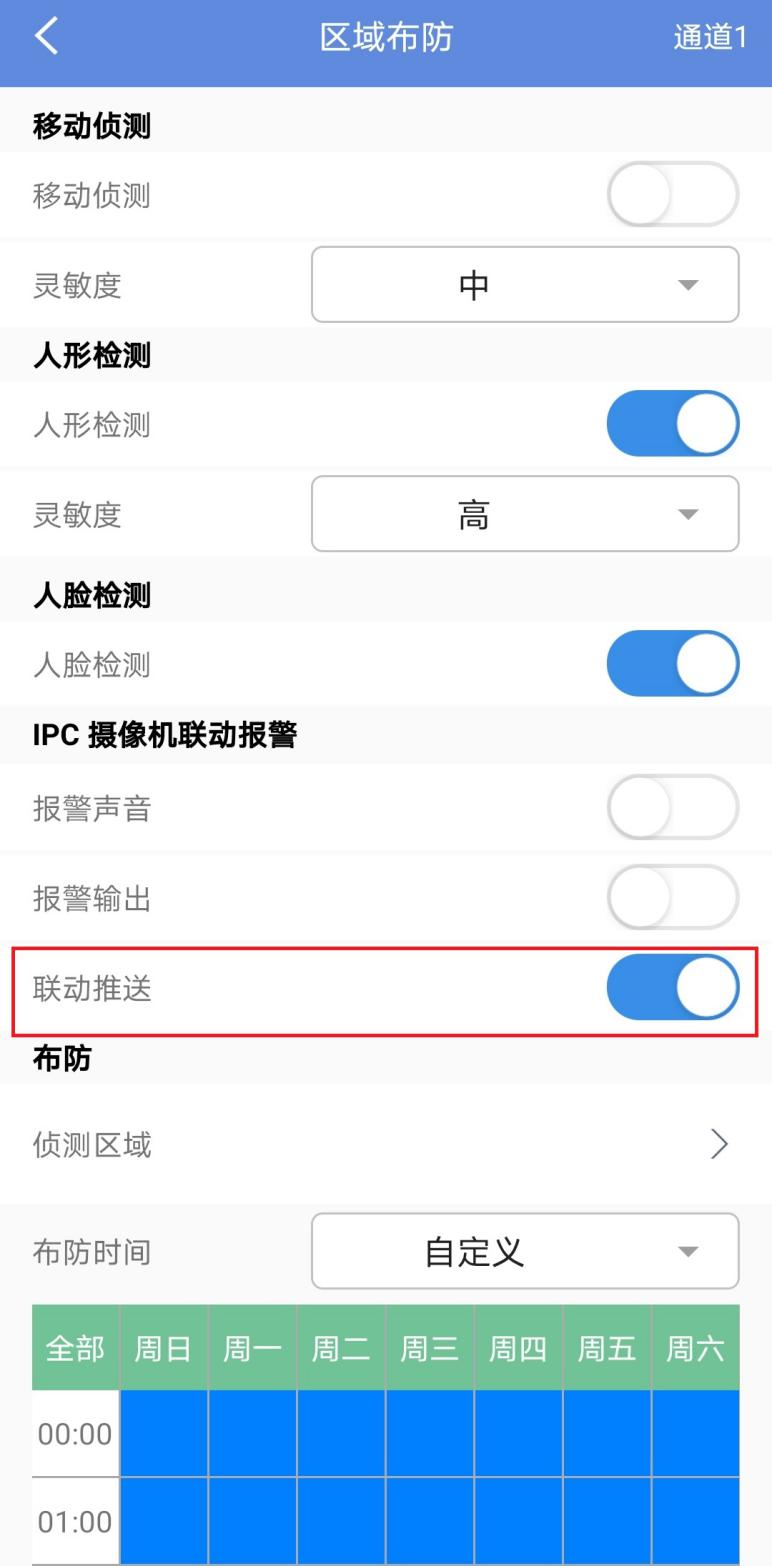 区域布防 通道1
移动侦测
移动侦测
灵敏度 中
人形检测
人形检测
灵敏度 高
人脸检测
人脸检测
IPC 摄像机联动报警
报警声音
报警输出
联动推送
布防
侦测区域
布防时间 自定义
全部 周日 周一 周二 周三 周四 周五 周六
00:00
01:00